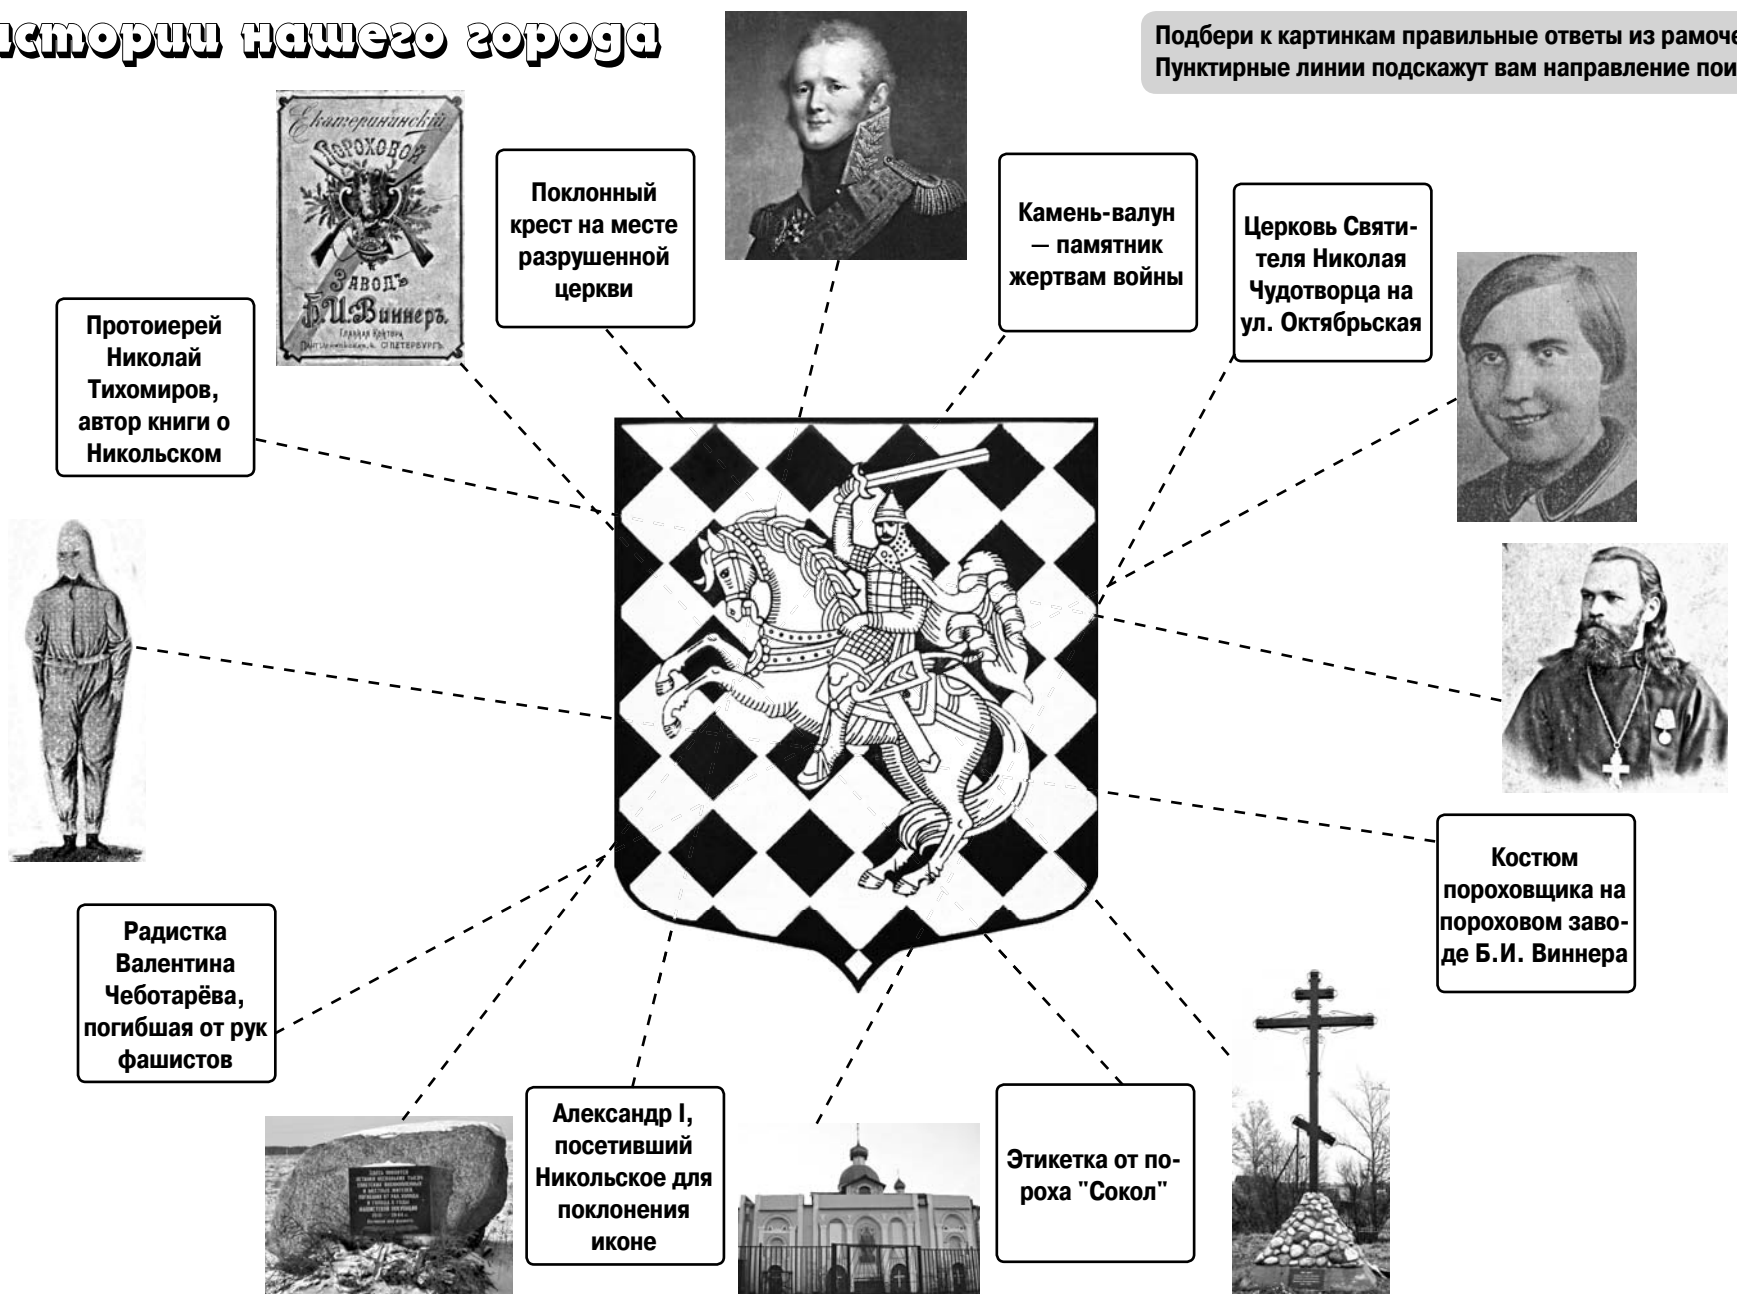 истории нашего города
Подбери к картинкам правильные ответы из рамоче
Пунктирные линии подскажут вам направление пои
Екатерининскій
Пороховой
Заводъ
Б.И.Виннеръ.
Поклонный
крест на месте
разрушенной
церкви
Камень-валун
— памятник
жертвам войны
Церковь Святи-
теля Николая
Чудотворца на
ул. Октябрьская
Протоиерей
Николай
Тихомиров,
автор книги о
Никольском
Костюм
пороховщика на
пороховом заво-
де Б.И. Виннера
Радистка
Валентина
Чеботарёва,
погибшая от рук
фашистов
Александр I,
посетивший
Никольское для
поклонения
иконе
Этикетка от по-
роха "Сокол"